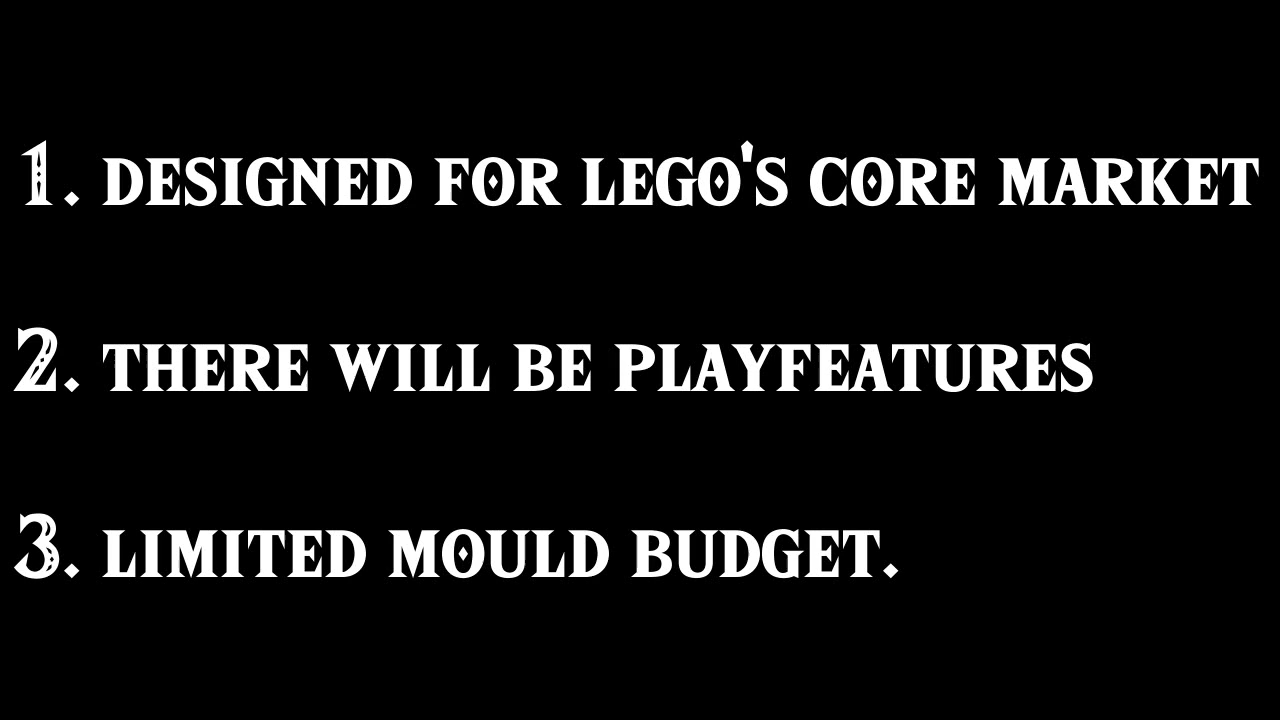 1. DESIGNED FOR LEGO'S CORE MARKET
2. THERE WILL BE PLAYFEATURES
3. LIMITED MOULD BUDGET.